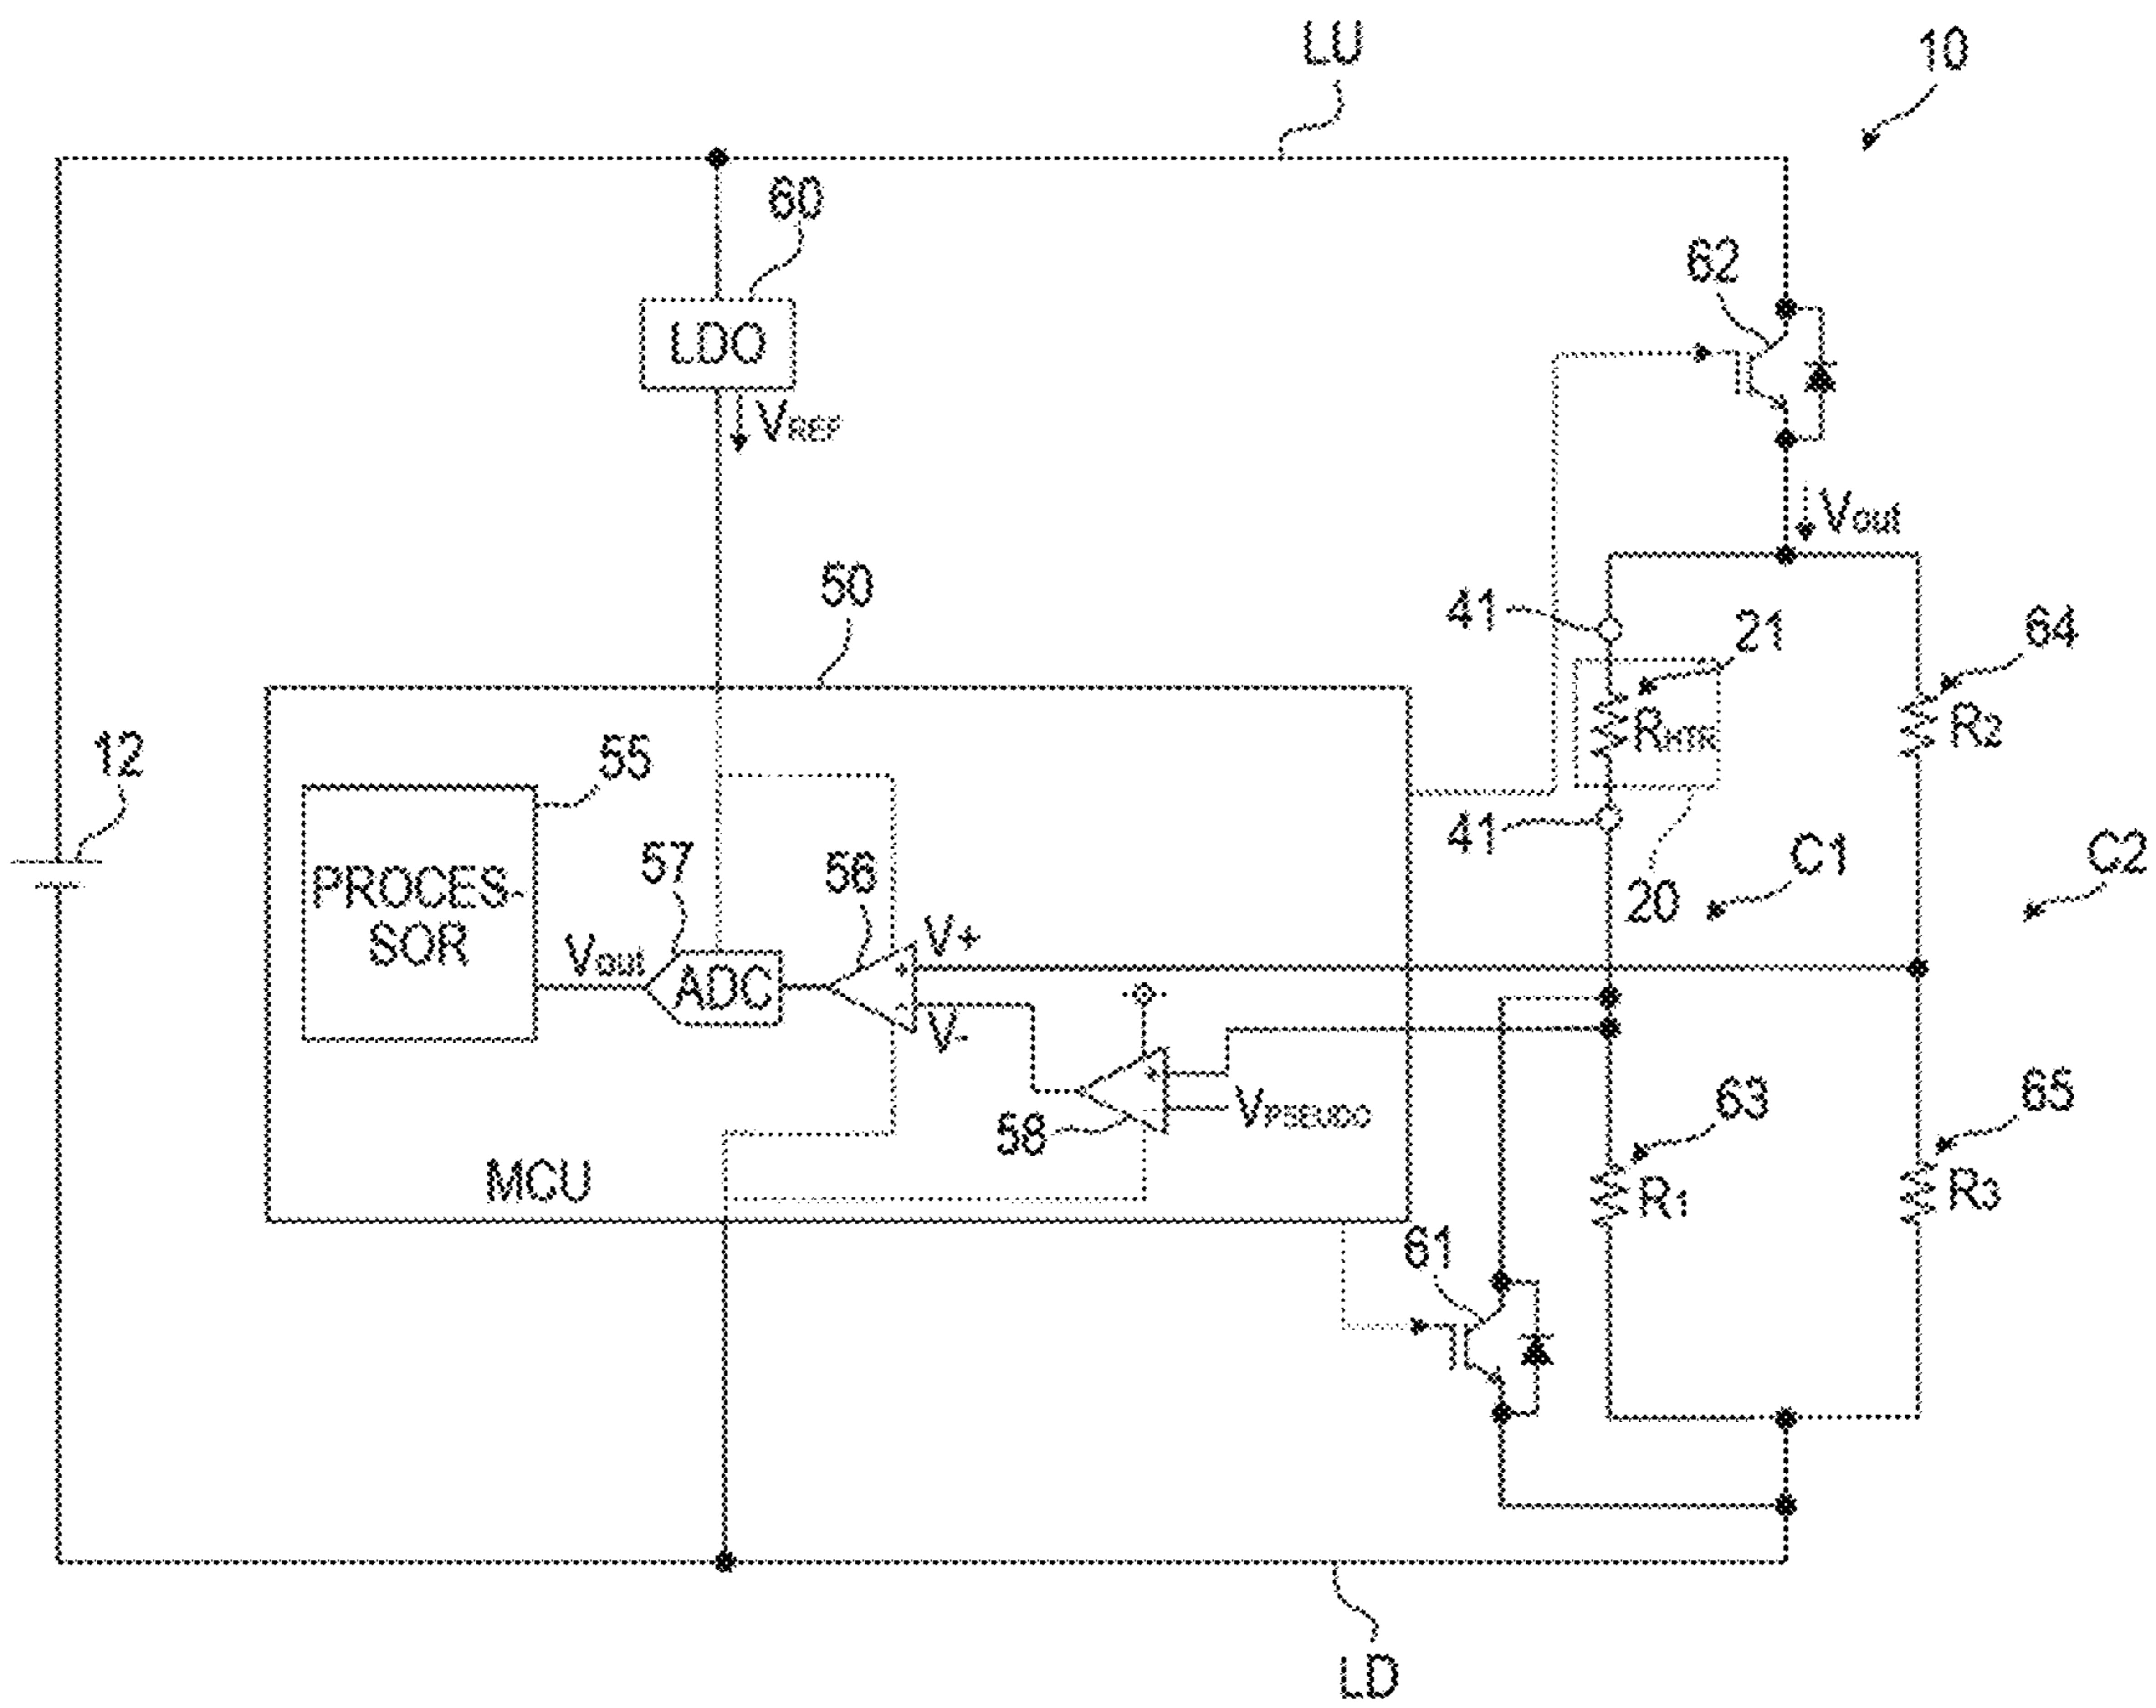 LU
10
60
62
LDO
VREF
Vout
50
41
21
64
RHTR
R2
12
55
41
57
56
C1
C2
PROCES-
SOR
20
Vout
ADC
V+
V-
VPSEUDO
58
63
65
MCU
R1
R3
61
LD